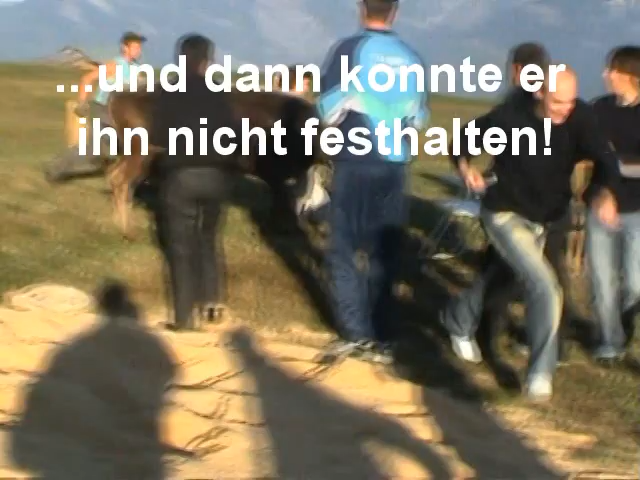 ...und dann konnte er
ihn nicht festhalten!